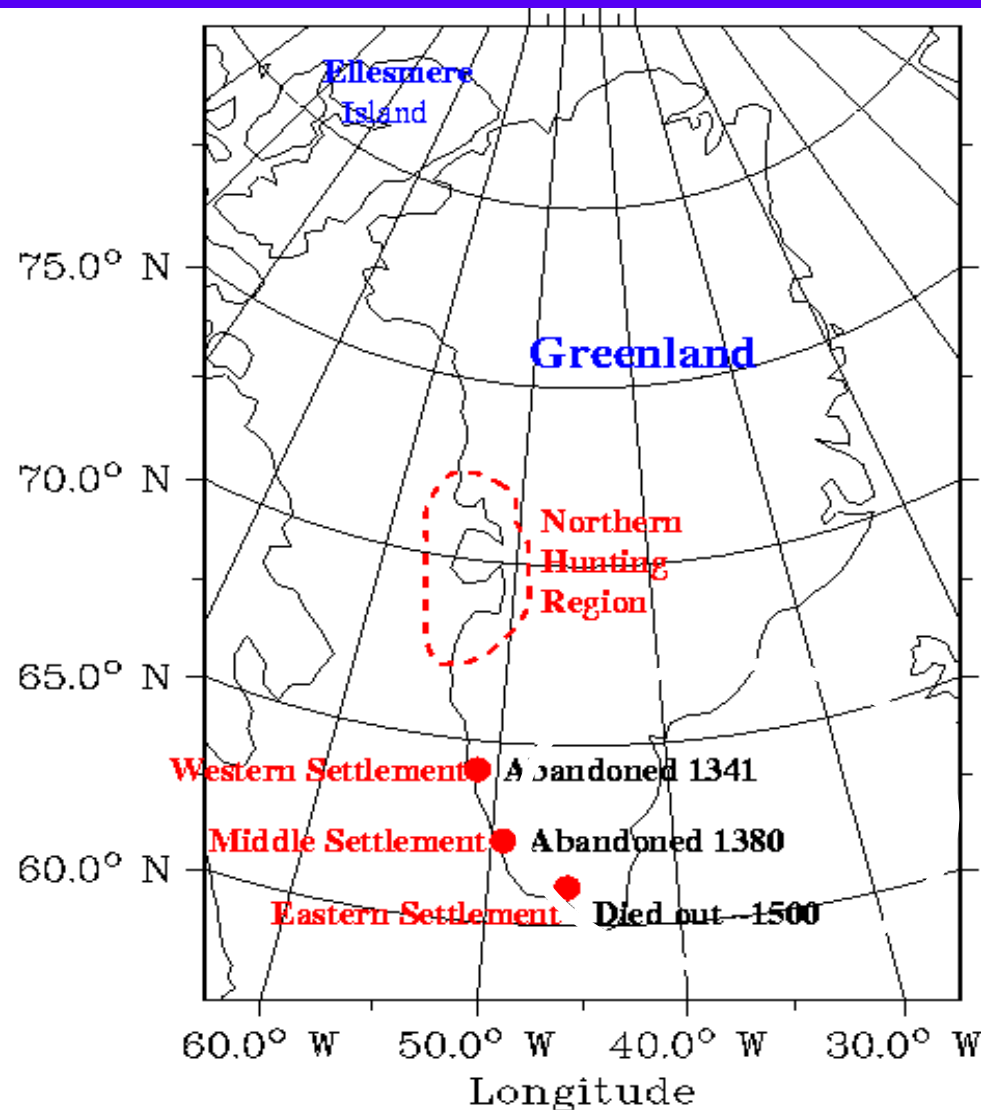 Ellesmere
Island
75.0° N
Greenland
70.0° N
Northern
Hunting
Region
65.0° N
Western Settlement Abandoned 1341
Middle Settlement Abandoned 1380
60.0° N
Eastern Settlement Died out ~1500
60.0° W 50.0° W 40.0° W 30.0° W
Longitude